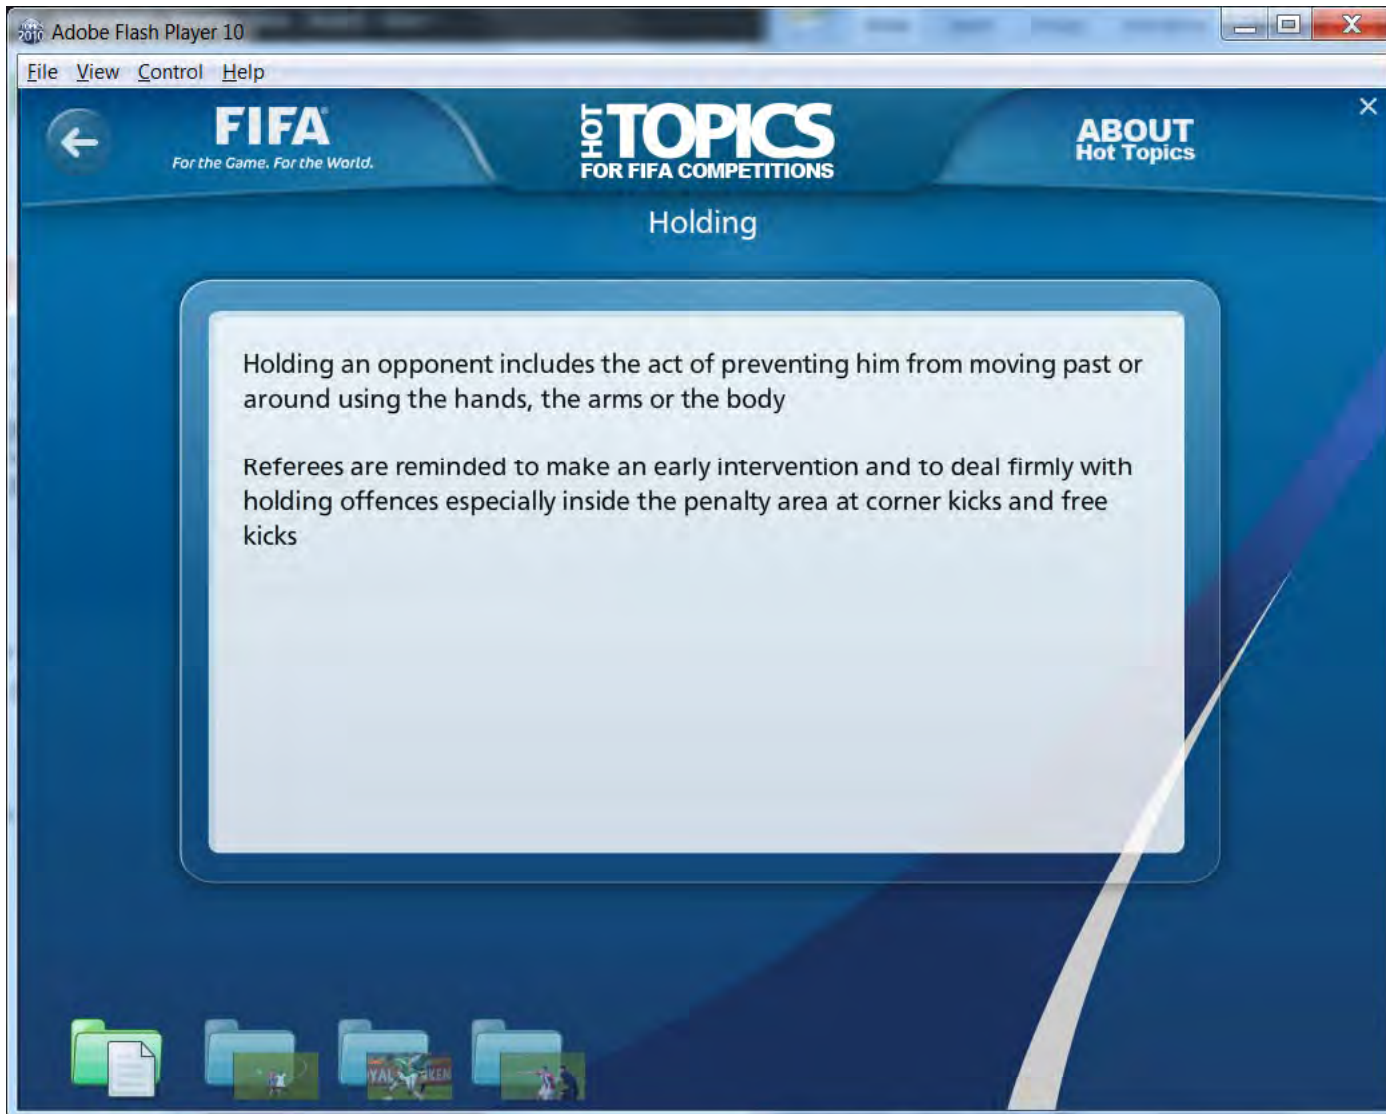 Adobe Flash Player 10
File View Control Help
FIFA
For the Game. For the World.
HOT TOPICS
FOR FIFA COMPETITIONS
ABOUT
Hot Topics
Holding
Holding an opponent includes the act of preventing him from moving past or
around using the hands, the arms or the body
Referees are reminded to make an early intervention and to deal firmly with
holding offences especially inside the penalty area at corner kicks and free
kicks